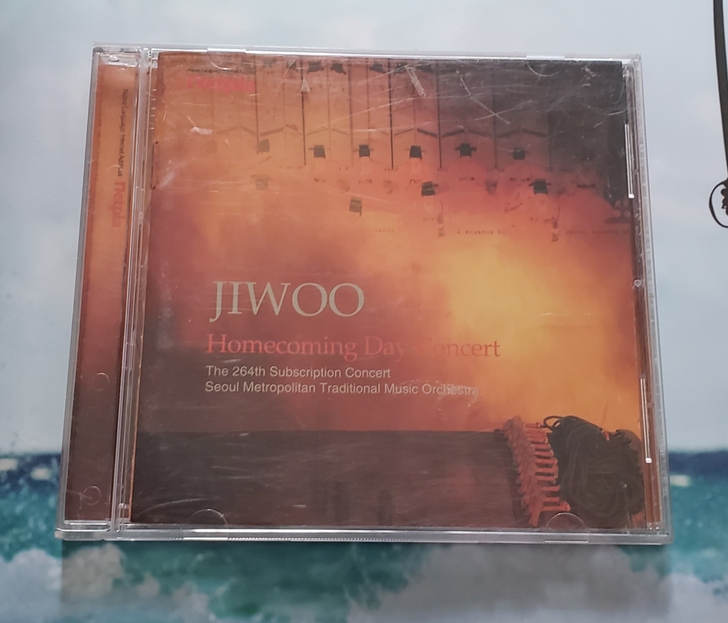 JIWOO
Homecoming Day Concert
The 264th Subscription Concert
Seoul Metropolitan Traditional Music Orchestra